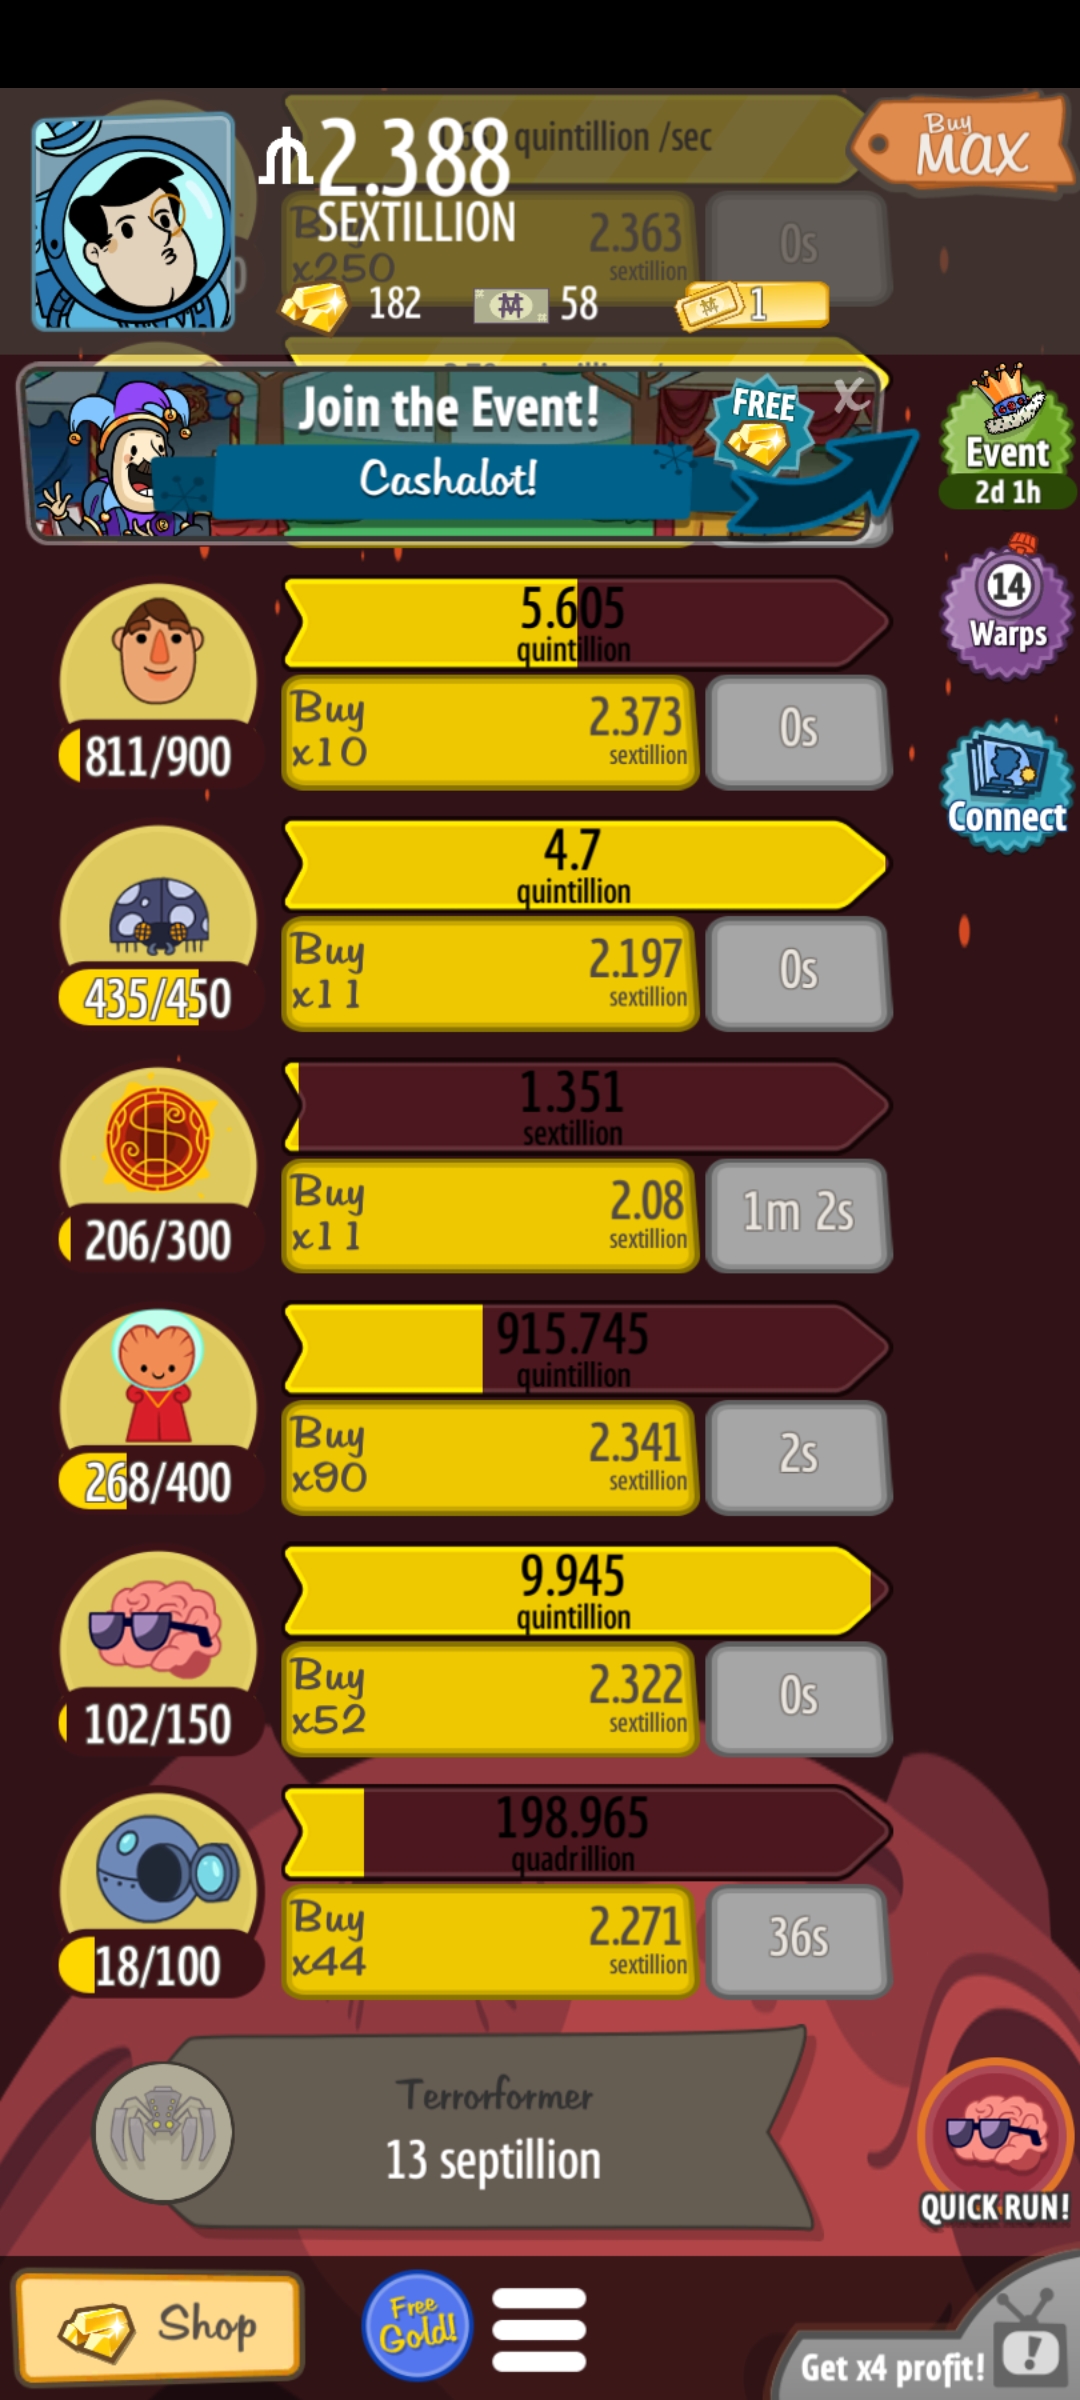 quintillion /sec
2.388
SEXTILLION
Buy
MAX
x250
2.363
sextillion
0s
182
58
1
Join the Event!
Cashalot!
FREE
X
Event
2d 1h
5.605
quintillion
811/900
Buy
x10
2.373
sextillion
0s
14
Warps
Connect
4.7
quintillion
435/450
Buy
x11
2.197
sextillion
0s
1.351
sextillion
206/300
Buy
x11
2.08
sextillion
1m 2s
915.745
quintillion
268/400
Buy
x90
2.341
sextillion
2s
9.945
quintillion
102/150
Buy
x52
2.322
sextillion
0s
198.965
quadrillion
18/100
Buy
x44
2.271
sextillion
36s
Terrorformer
13 septillion
QUICK RUN!
Shop
Free
Gold!
Get x4 profit!